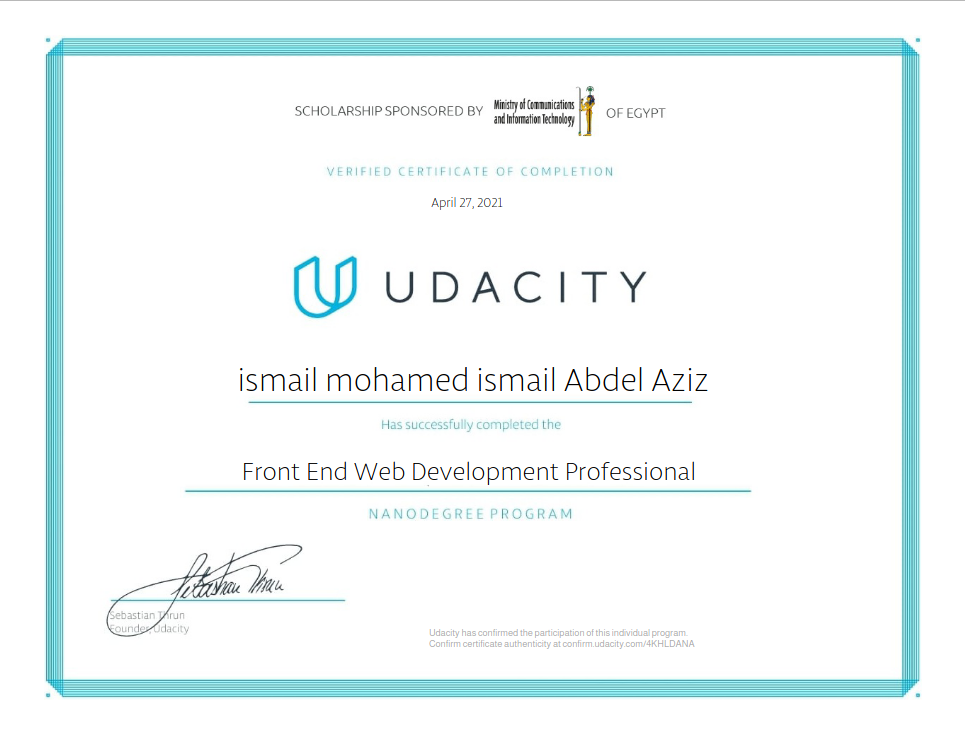 SCHOLARSHIP SPONSORED BY Ministry of Communications and Information Technology OF EGYPT
VERIFIED CERTIFICATE OF COMPLETION
April 27, 2021
UDACITY
ismail mohamed ismail Abdel Aziz
Has successfully completed the
Front End Web Development Professional
NANODEGREE PROGRAM
Sebastian Thrun
Sebastian Thrun
Founder, Udacity
Udacity has confirmed the participation of this individual program.
Confirm certificate authenticity at confirm.udacity.com/4KHLDANA